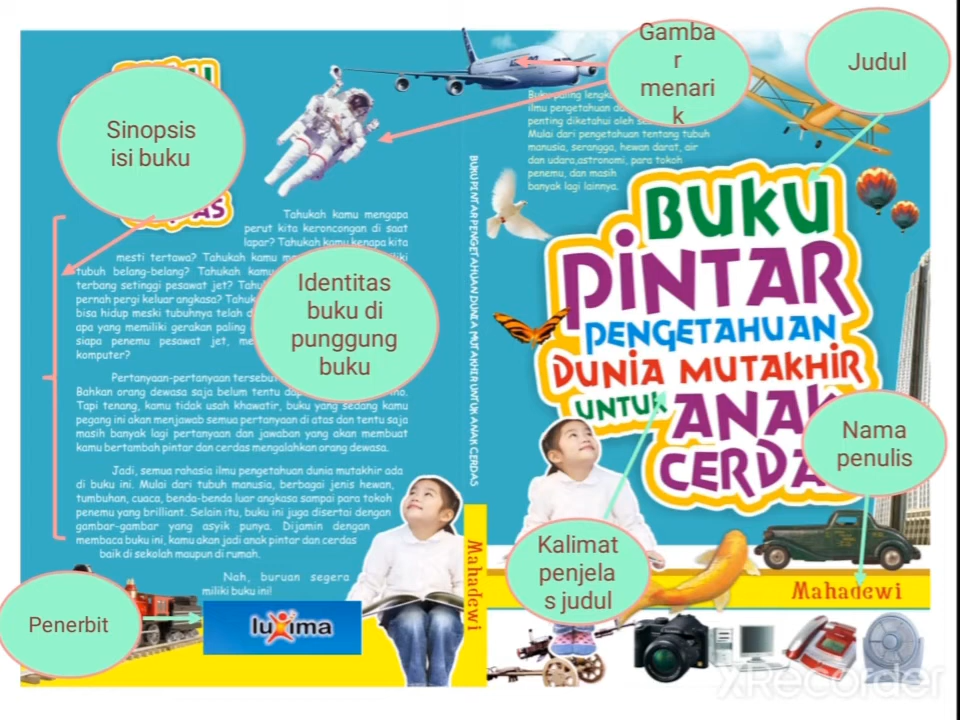 Gamba
r
menari
k
Judul
Sinopsis
isi buku
Identitas
buku di
punggung
buku
Nama
penulis
Kalimat
penjela
s judul
Penerbit
BUKU
Tahukah kamu mengapa
perut kita keroncongan di saat
lapar? Tahukah kamu kenapa kita
mesti tertawa? Tahukah kamu
tubuh belang-belang? Tahukah kamu
terbang setinggi pesawat jet?
pernah pergi keluar angkasa?
bisa hidup meski tubuhnya telah
apa yang memiliki gerakan paling
siapa penemu pesawat jet,
komputer?
Pertanyaan-pertanyaan tersebut
Bahkan orang dewasa saja belum tentu
Tapi tenang, kamu tidak usah khawatir, buku yang sedang kamu
pegang ini akan menjawab semua pertanyaan di atas dan tentu saja
masih banyak lagi pertanyaan dan jawaban yang akan membuat
kamu bertambah pintar dan cerdas mengalahkan orang dewasa.
Jadi, semua rahasia ilmu pengetahuan dunia mutakhir ada
di buku ini. Mulai dari tubuh manusia, berbagai jenis hewan,
tumbuhan, cuaca, benda-benda luar angkasa sampai para tokoh
penemu yang brilliant. Selain itu, buku ini juga disertai dengan
gambar-gambar yang asyik punya. Dijamin dengan
membaca buku ini, kamu akan jadi anak pintar dan cerdas
baik di sekolah maupun di rumah.
Nah, buruan segera
miliki buku ini!
luxima
BUKU PINTAR PENGETAHUAN DUNIA MUTAKHIR UNTUK ANAK CERDAS
Mahadewi
Buku paling
ilmu pengetahuan
penting diketahui oleh
Mulai dari pengetahuan tentang tubuh
manusia, serangga, hewan darat, air
dan udara,astronomi, para tokoh
penemu, dan masih
banyak lagi lainnya.
BUKU
PINTAR
PENGETAHUAN
DUNIA MUTAKHIR
UNTUK ANAK
CERDAS
Mahadewi
XRecorder